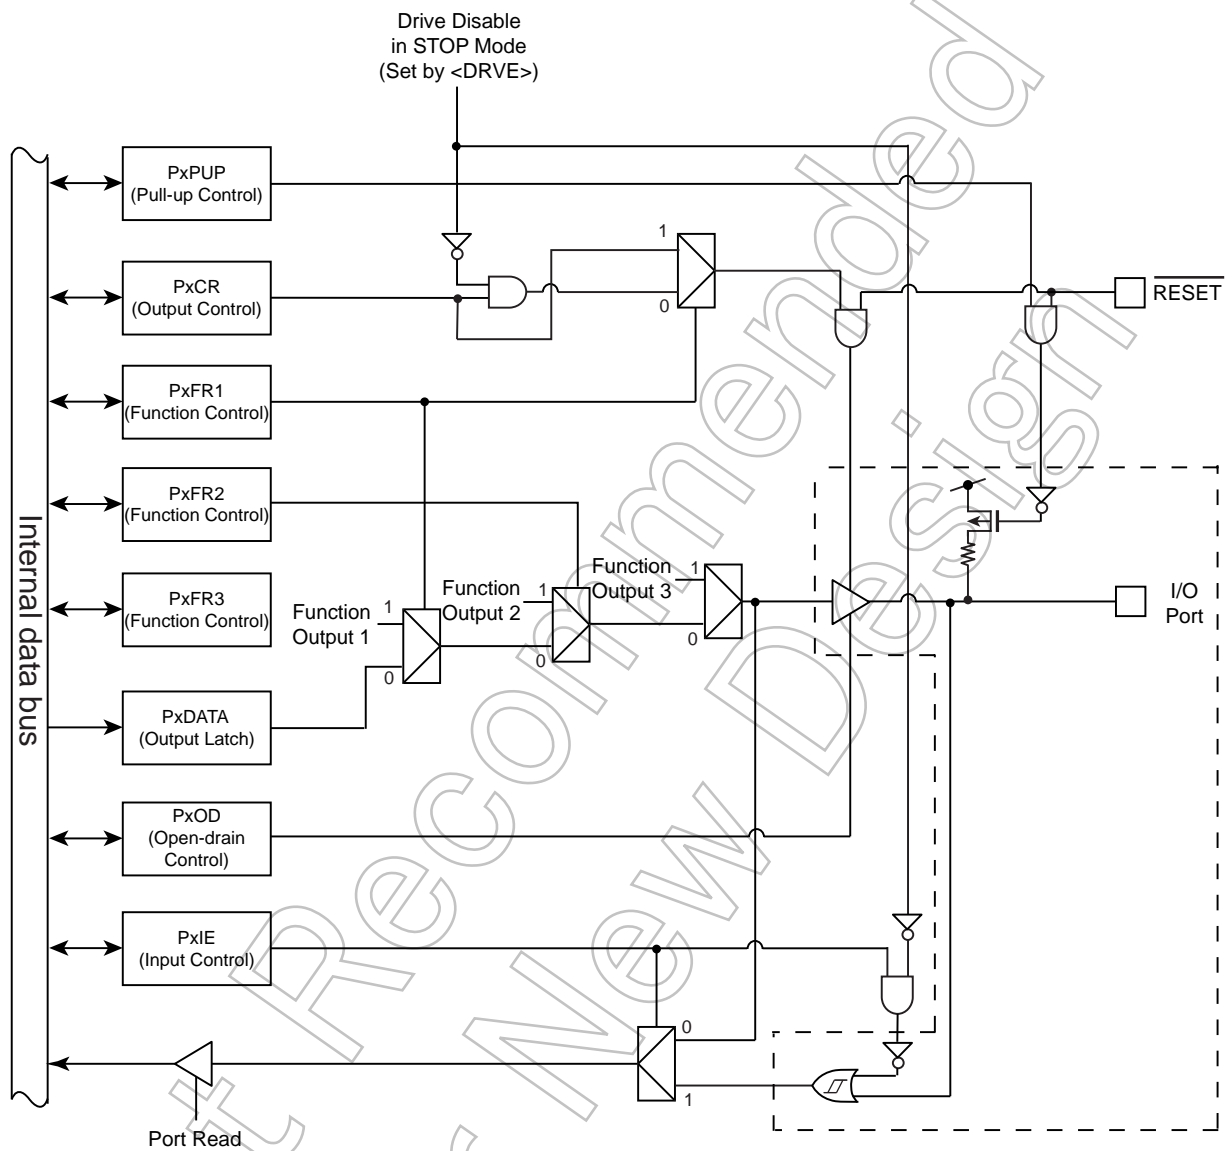 Drive Disable
in STOP Mode
(Set by <DRVE>)
PxPUP
(Pull-up Control)
1
PxCR
(Output Control)
0
RESET
PxFR1
(Function Control)
PxFR2
(Function Control)
Internal data bus
PxFR3
(Function Control)
Function
Output 1
1
0
Function
Output 2
1
0
Function
Output 3
1
0
I/O
Port
PxDATA
(Output Latch)
PxOD
(Open-drain
Control)
PxIE
(Input Control)
0
1
Port Read
t Recommended
r New Design